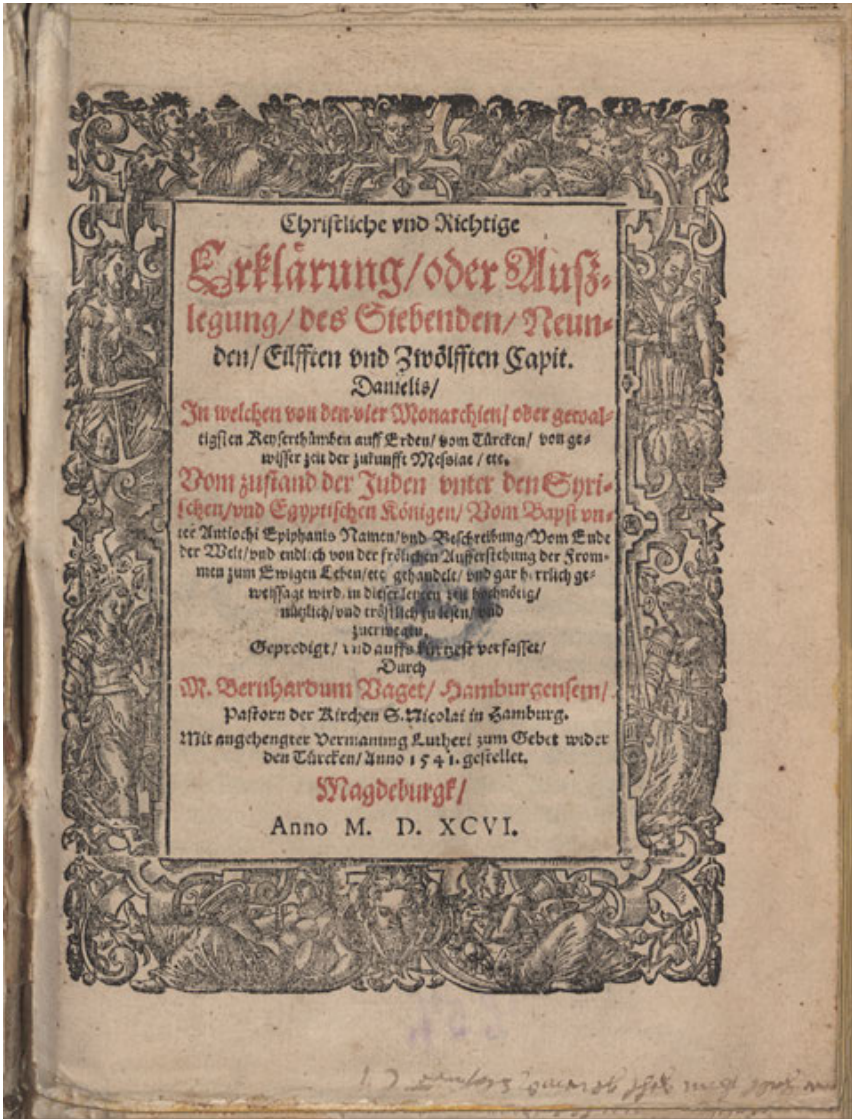 Christliche vnd Richtige
Erklärung/oder Ausz-
legung/des Siebenden/Neun-
den/Eilfften vnd Zwölfften Capit.
Danielis/
In welchen von den vier Monarchien/oder gewal-
tigsten Keyserthümben auff Erden/vom Türcken/von ge-
wisser zeit der zukunfft Messiae/etc.
Vom zustand der Juden vnter den Syri-
schen/vnd Egyptischen Königen/Vom Bapst vn-
ter Antiochi Epiphanis Namen/vnd Beschreibung/Vom Ende
der Welt/vnd endlich von der frölichen Aufferstehung der From-
men zum Ewigen Leben/etc gehandelt/vnd gar herrlich ge-
weissagt wird, in dieser letzten zeit hochnötig/
nützlich/vnd tröstlich zu lesen/vnd
zuerwegen.
Gepredigt/vnd auffs kürtzest verfasset/
Durch
M. Bernhardum Vaget/Hamburgensem/
Pastorn der Kirchen S. Nicolai in Hamburg.
Mit angehengter Vermanung Lutheri zum Gebet wider
den Türcken/Anno 1541. gestellet.
Magdeburgk/
Anno M. D. XCVI.